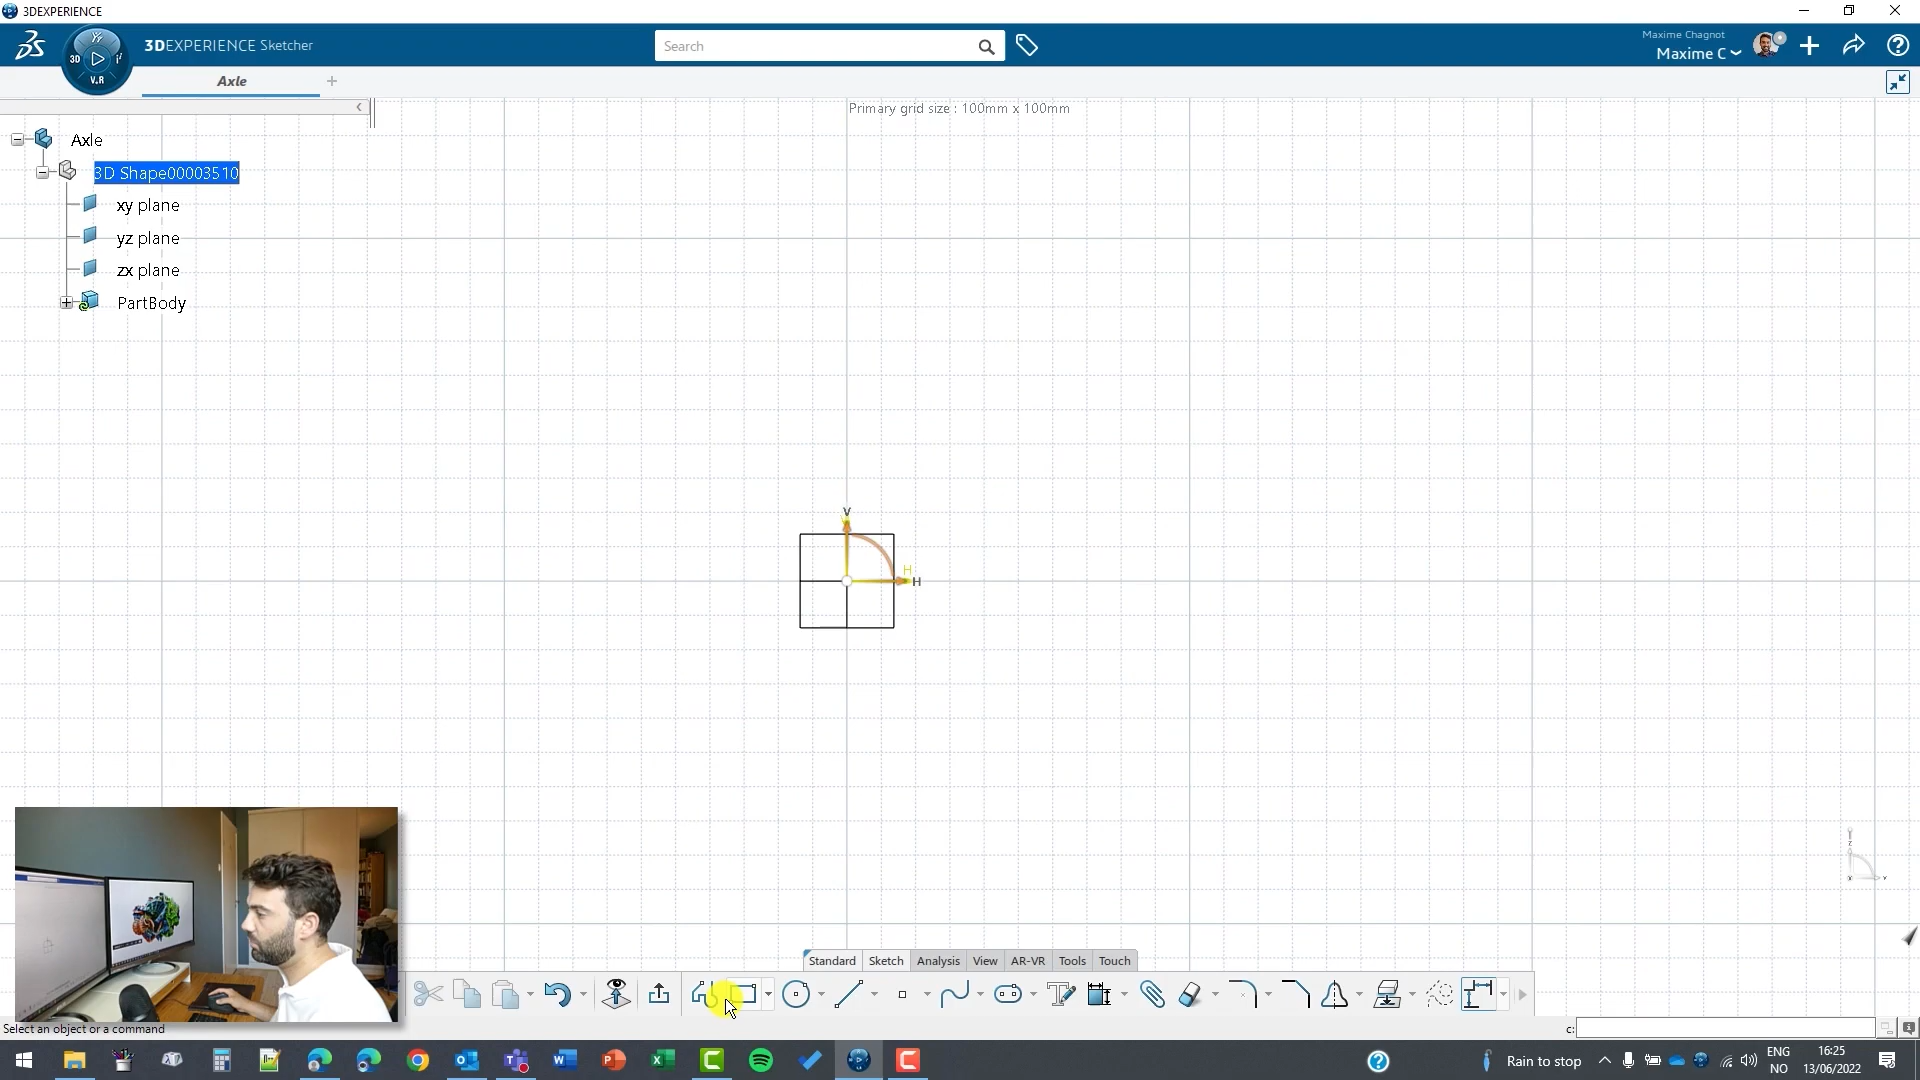 3DEXPERIENCE
3DEXPERIENCE Sketcher
3D
V.R
Search
Maxime Chagnot
Maxime C
Axle
Primary grid size : 100mm x 100mm
Axle
3D Shape00003510
xy plane
yz plane
zx plane
PartBody
V
H
H
Standard
Sketch
Analysis
View
AR-VR
Tools
Touch
Select an object or a command
c:
Rain to stop
ENG
NO
16:25
13/06/2022